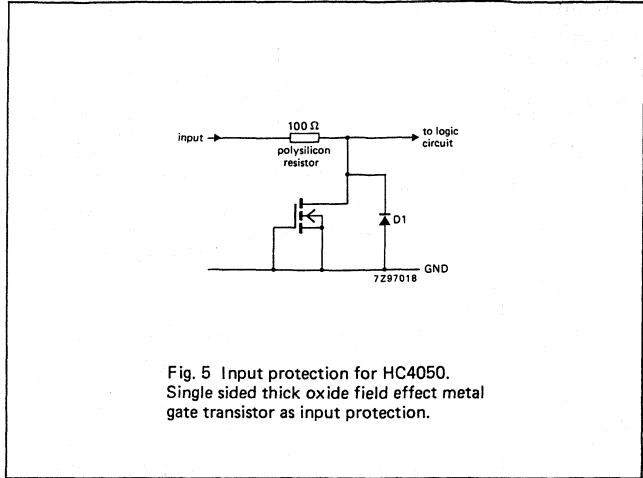 100 Ω
input
to logic
circuit
polysilicon
resistor
D1
GND
7Z97018
Fig. 5 Input protection for HC4050.
Single sided thick oxide field effect metal
gate transistor as input protection.